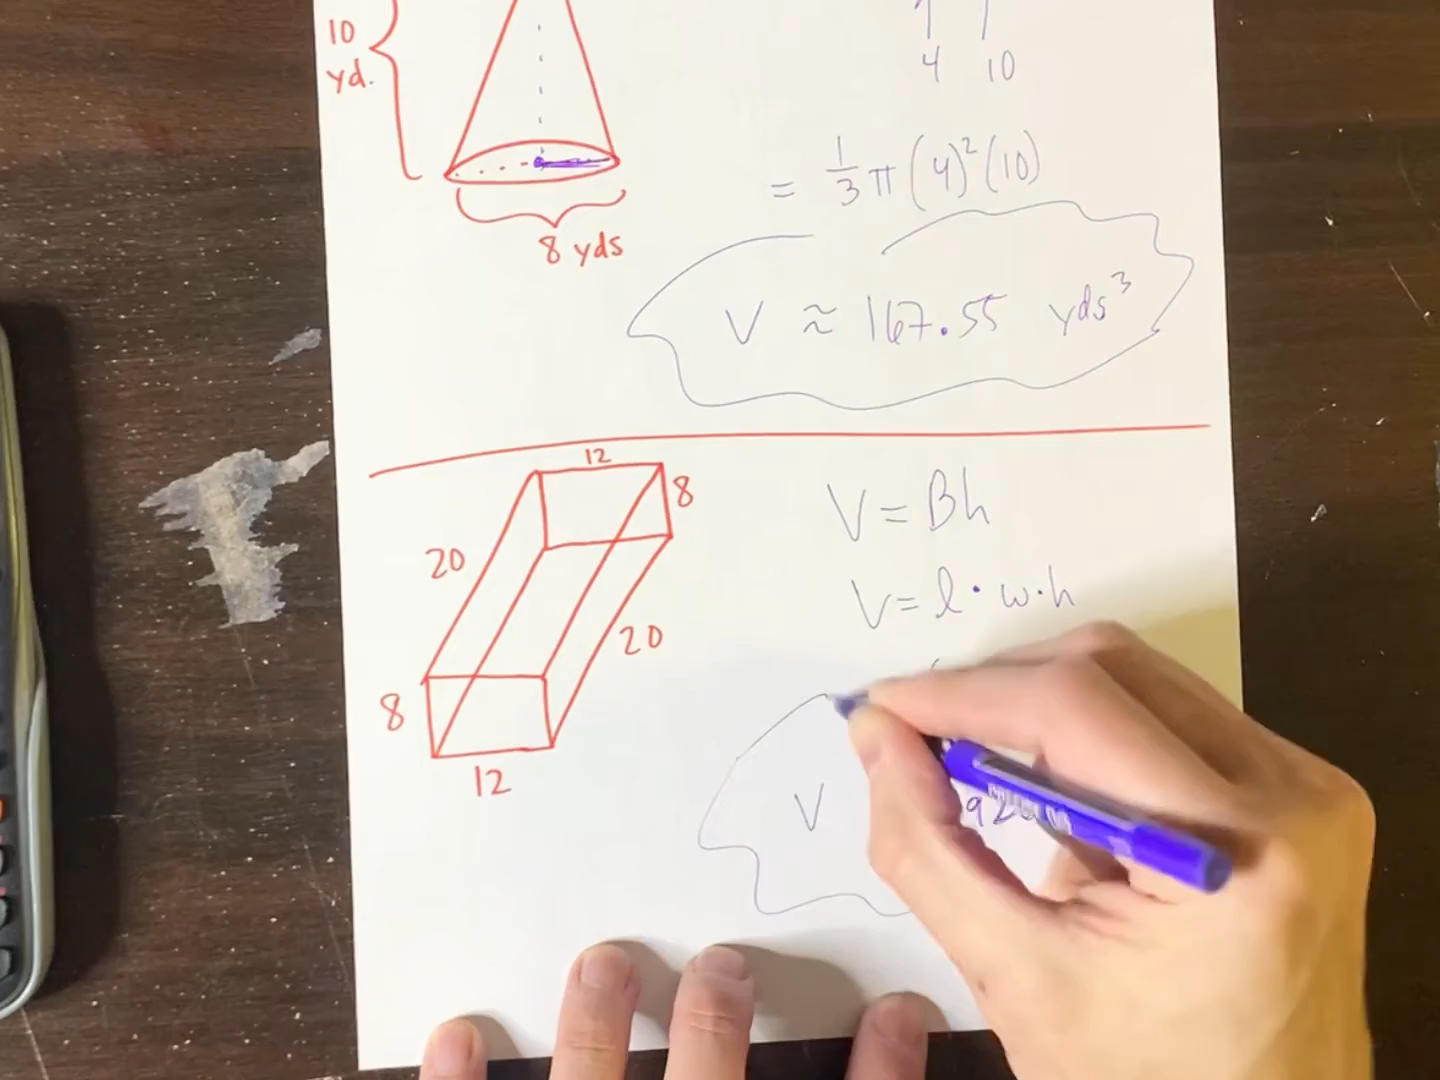 10
yd.
4 10
= 1/3 π (4)² (10)
8 yds
V ≈ 167.55 yds³
12
8
V = Bh
20
V = l · w · h
20
8
12
V